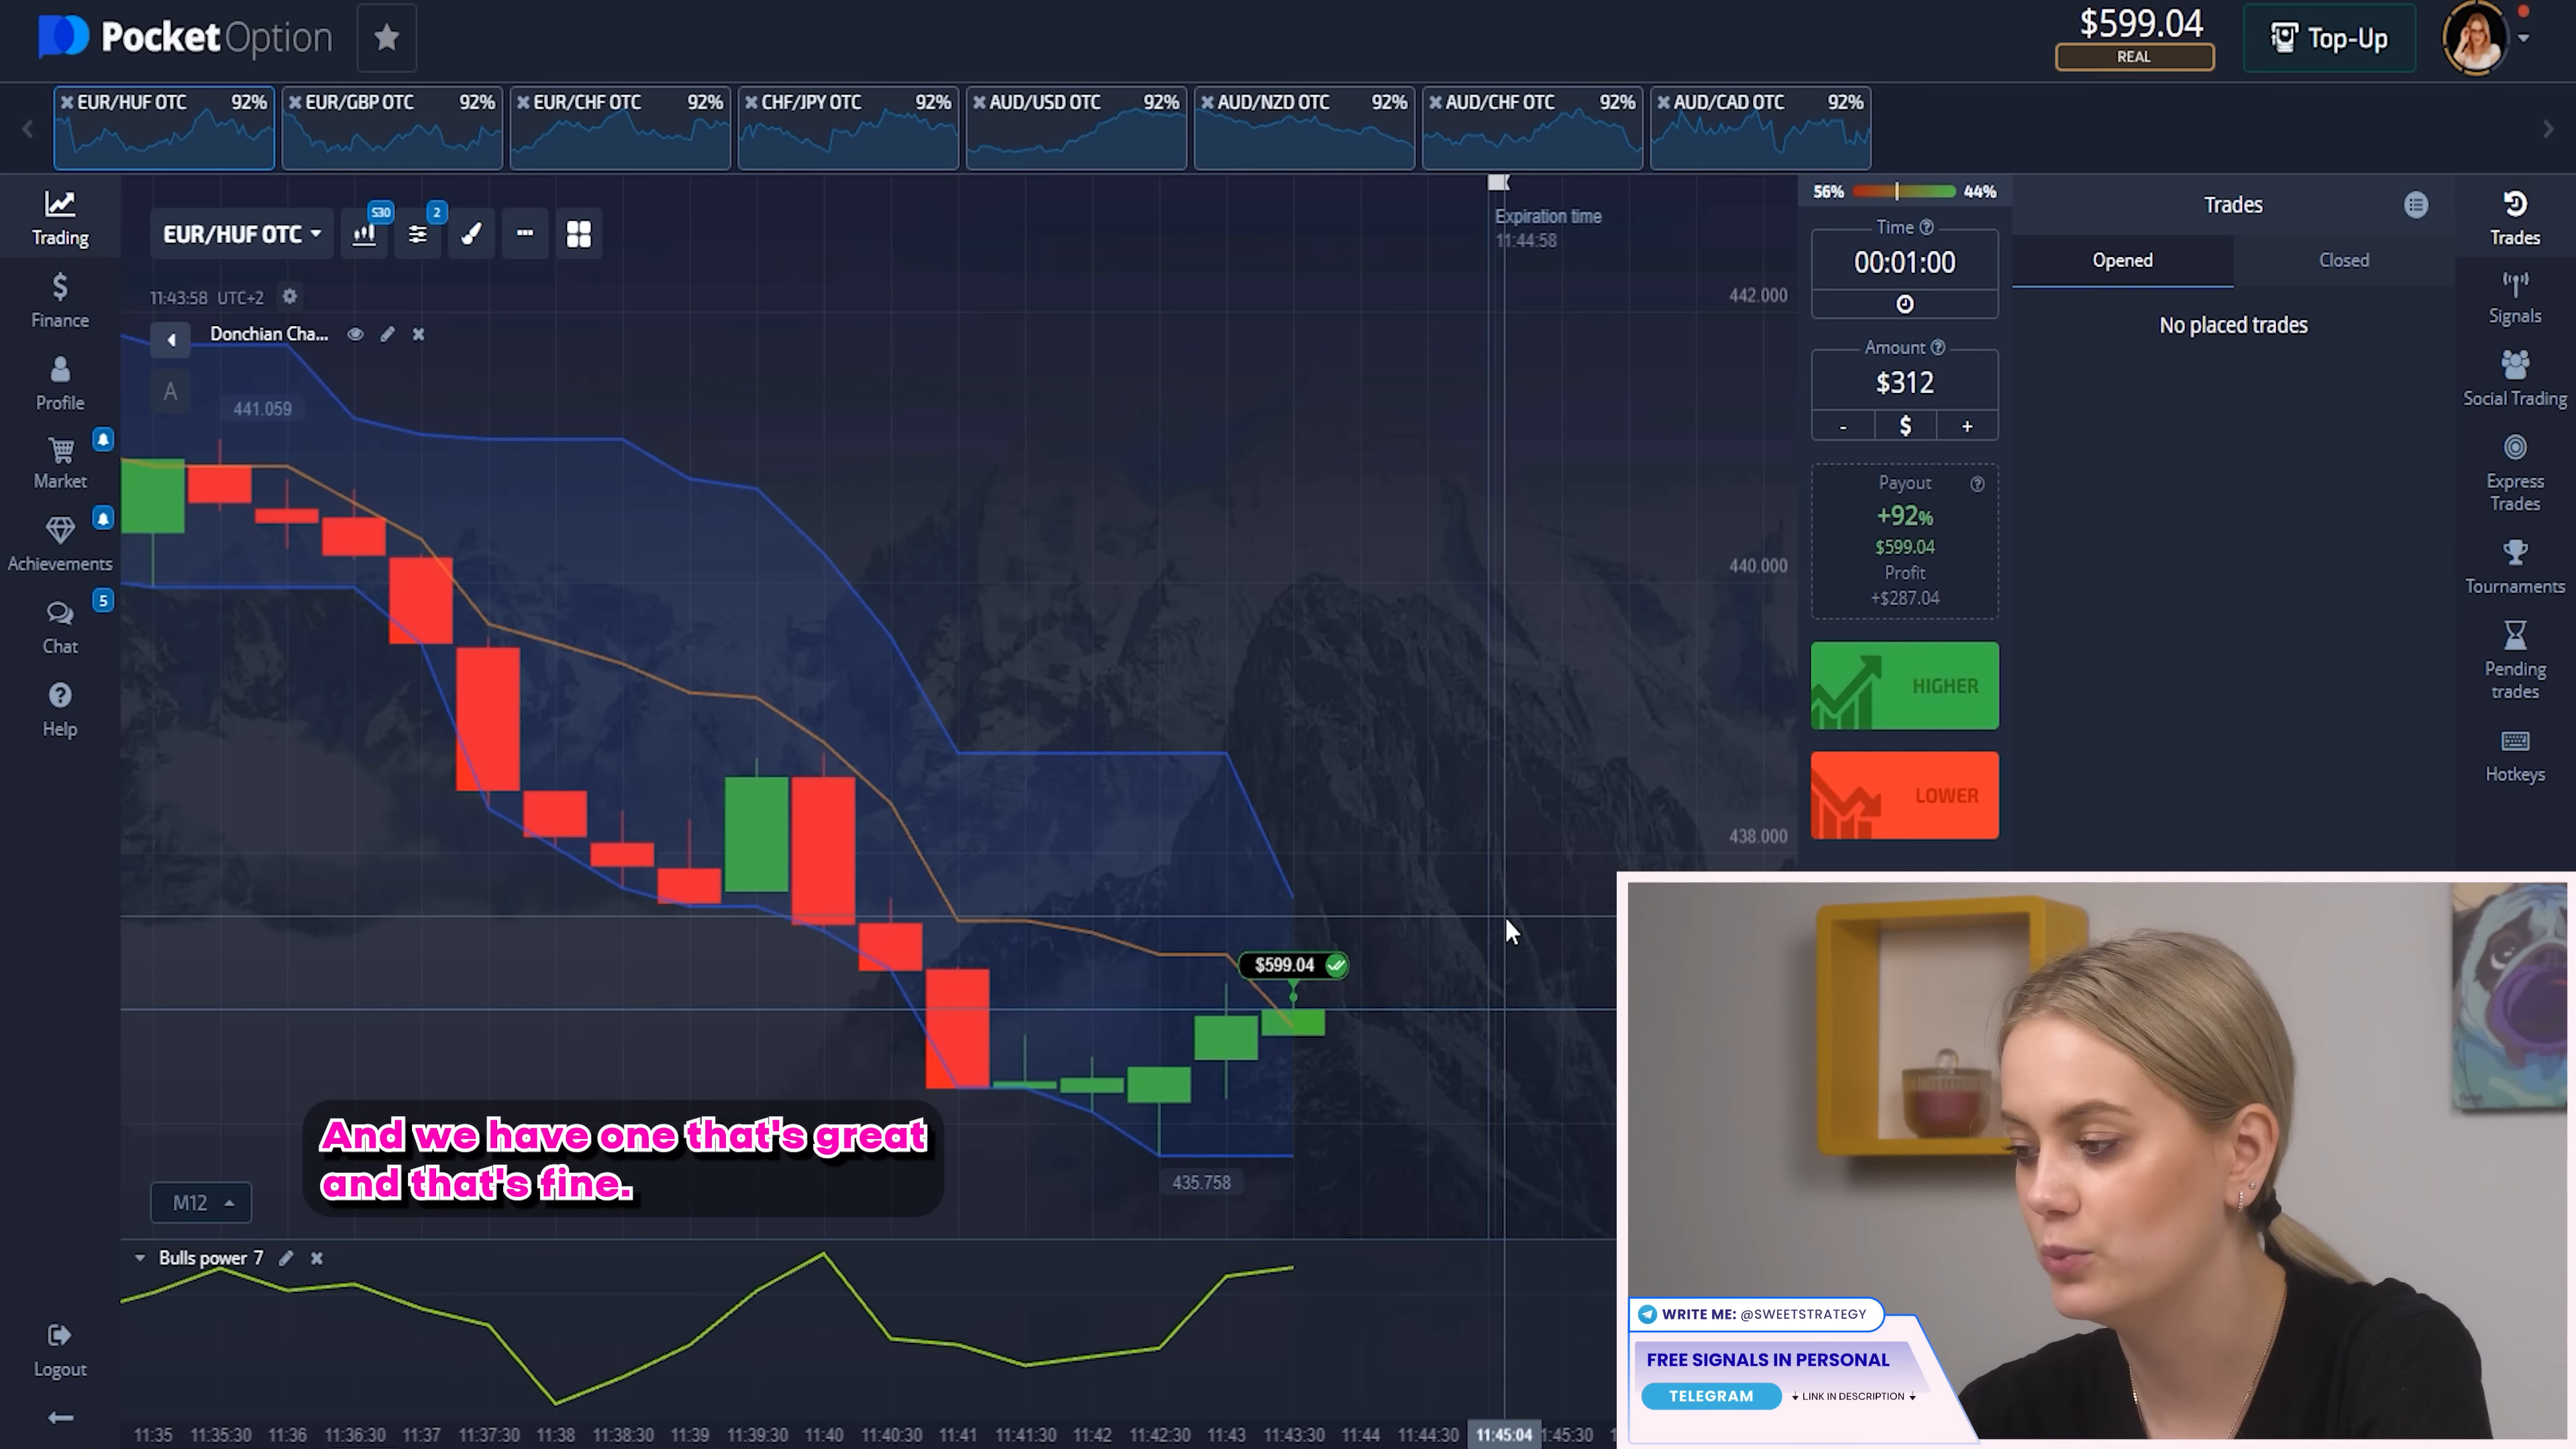 PocketOption
$599.04
REAL
Top-Up
EUR/HUF OTC 92%
EUR/GBP OTC 92%
EUR/CHF OTC 92%
CHF/JPY OTC 92%
AUD/USD OTC 92%
AUD/NZD OTC 92%
AUD/CHF OTC 92%
AUD/CAD OTC 92%
Trading
Finance
Profile
Market
Achievements
5
Chat
Help
Logout
EUR/HUF OTC
S30
2
11:43:58 UTC+2
Donchian Cha...
A
441.059
Expiration time
11:44:58
442.000
440.000
438.000
$599.04
435.758
And we have one that's great
and that's fine.
M12
Bulls power 7
11:35 11:35:30 11:36 11:36:30 11:37 11:37:30 11:38 11:38:30 11:39 11:39:30 11:40 11:40:30 11:41 11:41:30 11:42 11:42:30 11:43 11:43:30 11:44 11:44:30 11:45:04 1:45:30
56% 44%
Time
00:01:00
Amount
$312
- $ +
Payout
+92%
$599.04
Profit
+$287.04
HIGHER
LOWER
Trades
Opened
Closed
No placed trades
Trades
Signals
Social Trading
Express
Trades
Tournaments
Pending
trades
Hotkeys
WRITE ME: @SWEETSTRATEGY
FREE SIGNALS IN PERSONAL
TELEGRAM
LINK IN DESCRIPTION